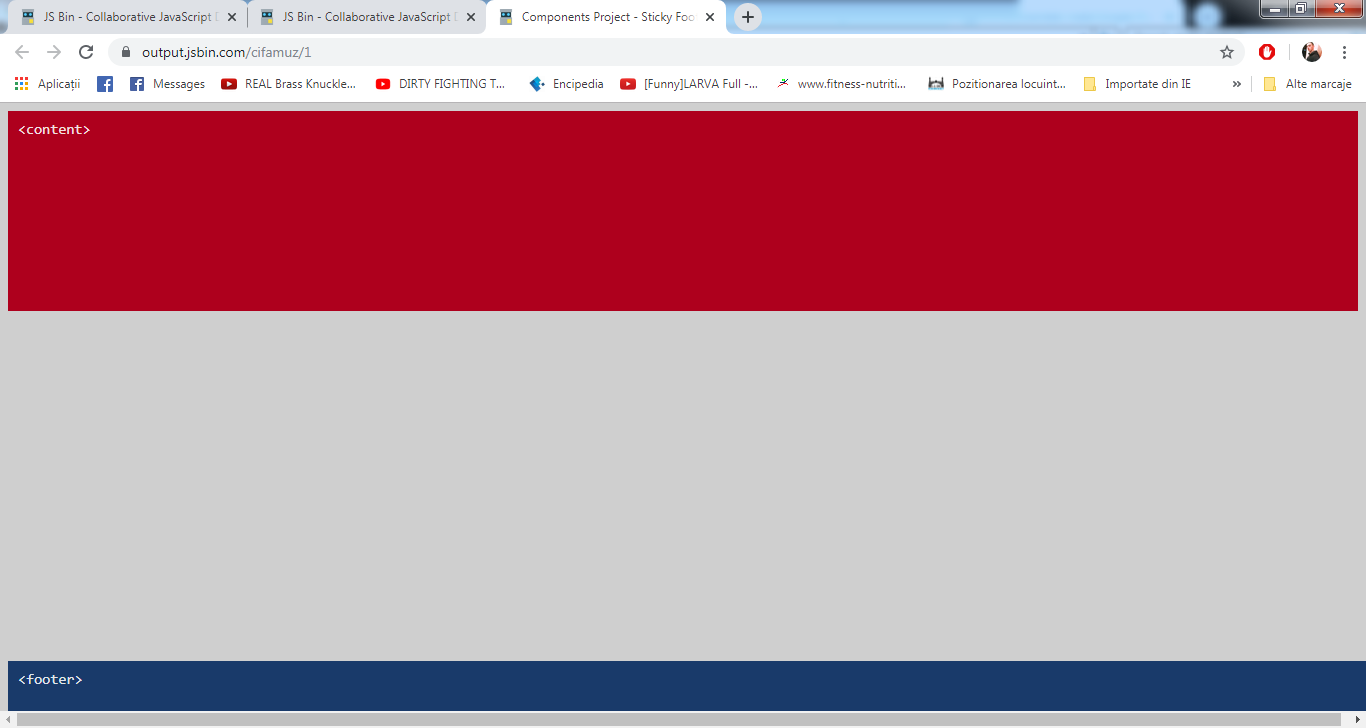 JS Bin - Collaborative JavaScript D JS Bin - Collaborative JavaScript D Components Project - Sticky Foo
output.jsbin.com/cifamuz/1
Aplicații Messages REAL Brass Knuckle... DIRTY FIGHTING T... Encipedia [Funny]LARVA Full -... www.fitness-nutriti... Pozitionarea locuint... Importate din IE » Alte marcaje
<content>
<footer>